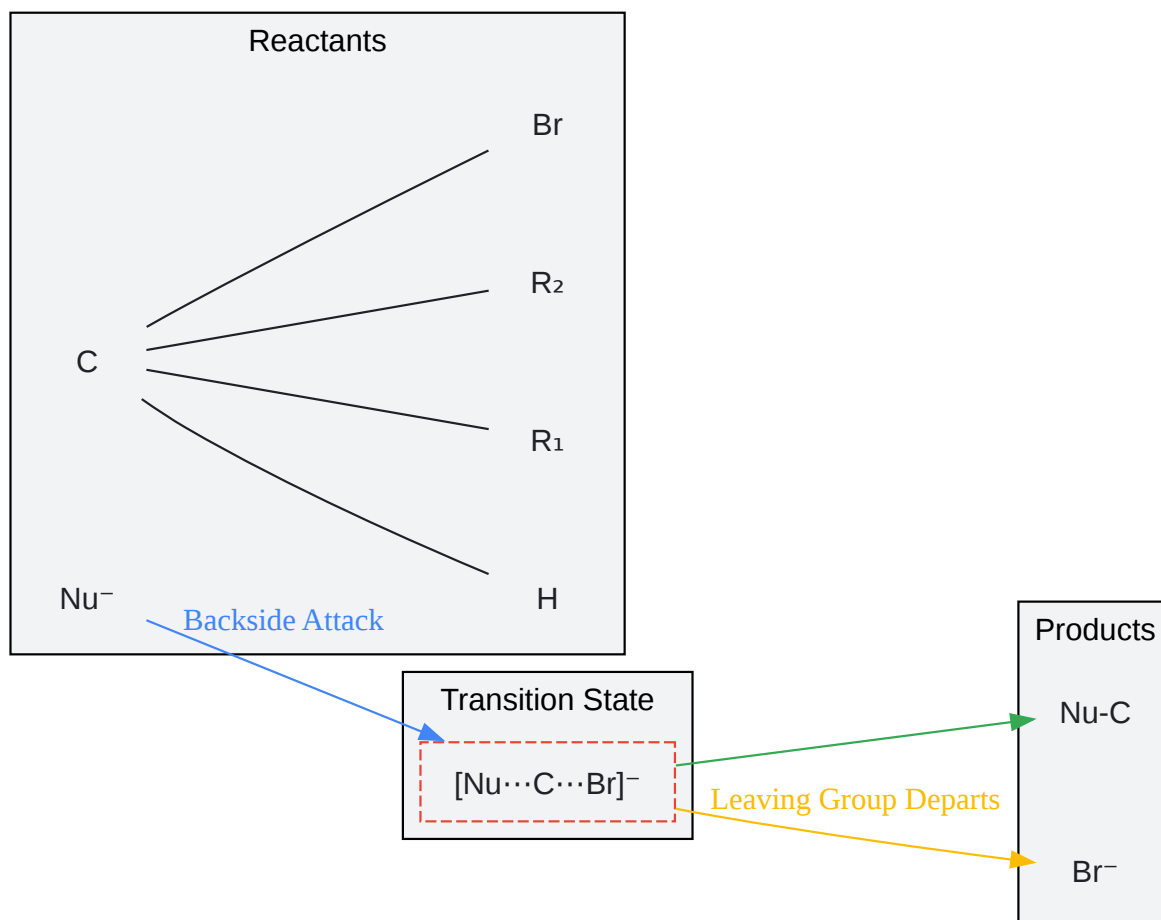 Reactants
Br
R₂
C
R₁
Nu⁻
H
Backside Attack
Transition State
[Nu⋯C⋯Br]⁻
Leaving Group Departs
Products
Nu-C
Br⁻